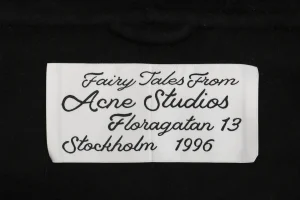 Fairy Tales From
Acne Studios
Floragatan 13
Stockholm 1996